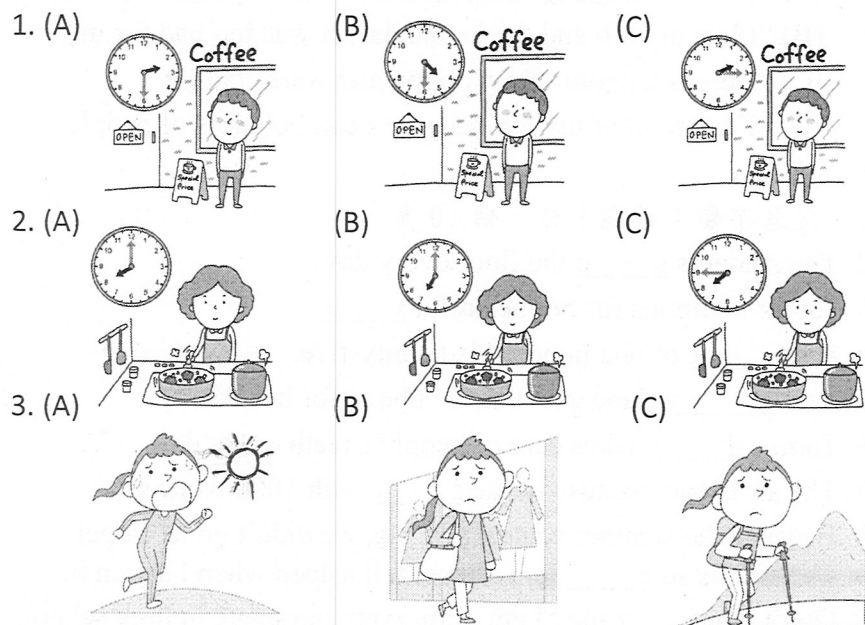 1. (A) (B) (C)
Coffee Coffee Coffee
OPEN OPEN OPEN
Special Price Special Price Special Price
2. (A) (B) (C)
3. (A) (B) (C)